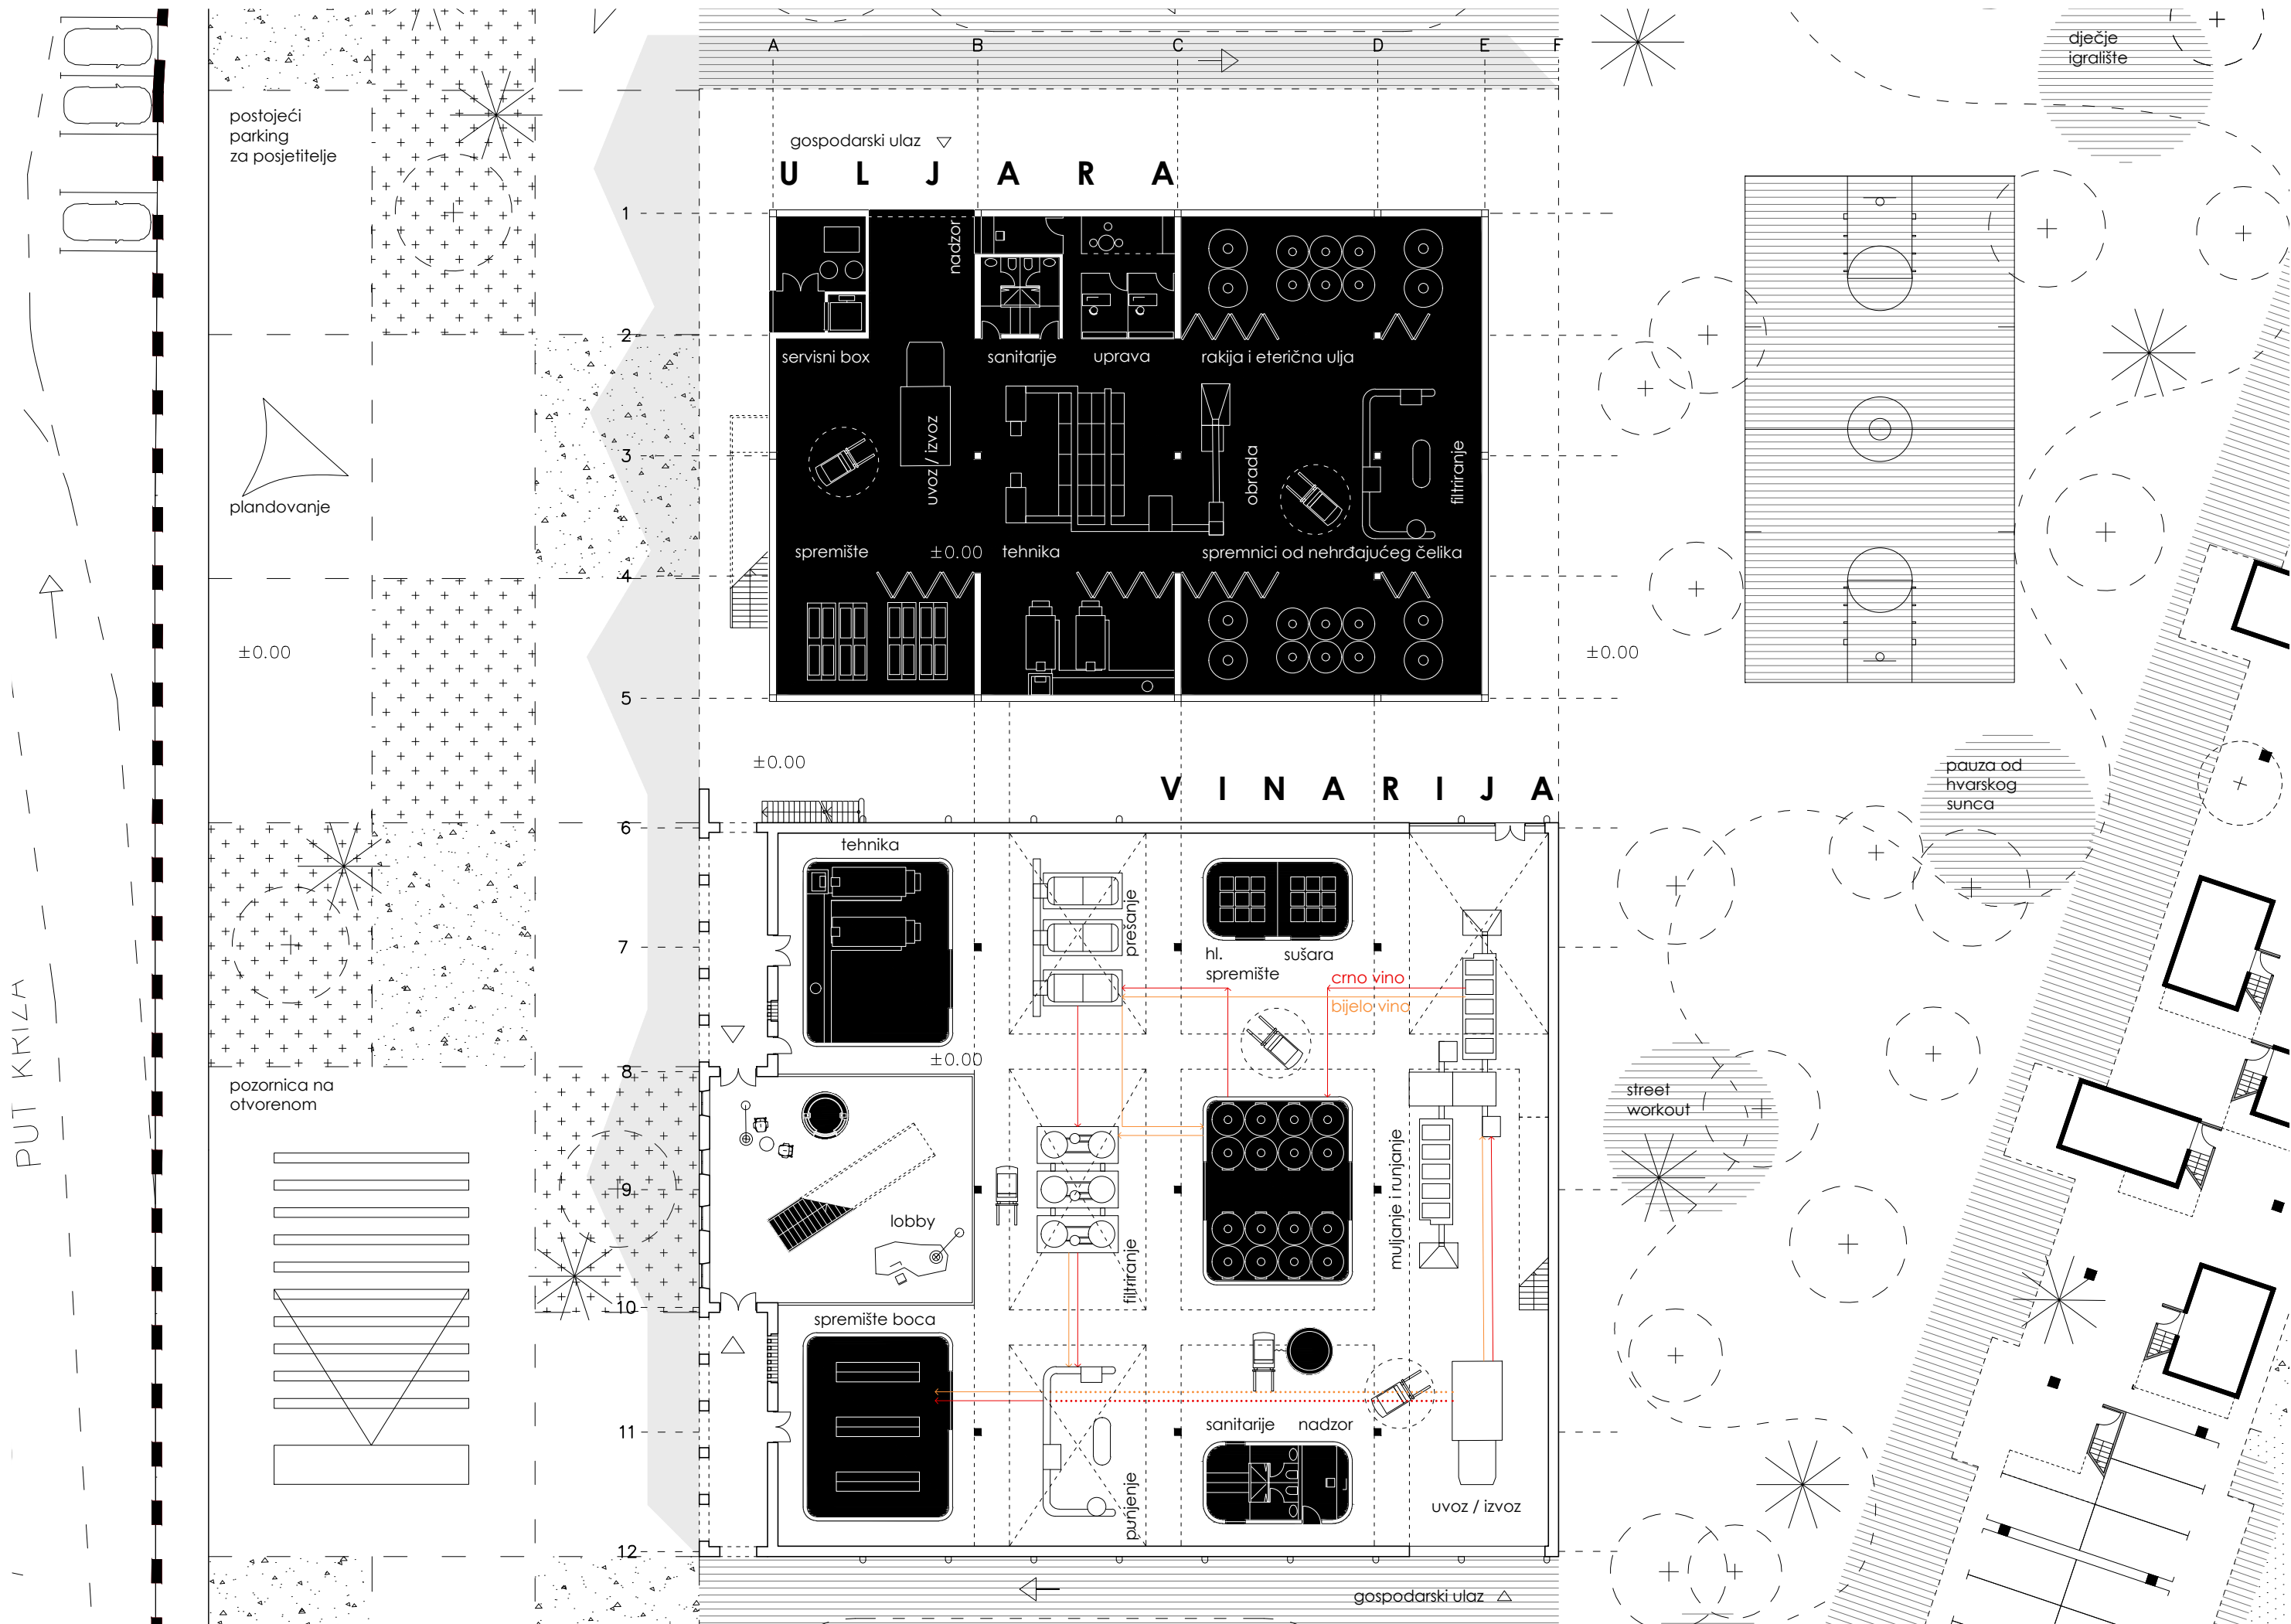 A B C D E F
dječje
igralište
postojeći
parking
za posjetitelje
gospodarski ulaz
U L J A R A
1
nadzor
2
servisni box
sanitarije
uprava
rakija i eterična ulja
uvoz / izvoz
3
obrada
filtriranje
plandovanje
spremište
±0.00
tehnika
spremnici od nehrđajućeg čelika
4
±0.00
±0.00
5
±0.00
V I N A R I J A
pauza od
hvarskog
sunca
6
tehnika
prešanje
7
hl.
spremište
sušara
crno vino
bijelo vino
PUT KRIŽA
±0.00
8
pozornica na
otvorenom
street
workout
muljanje i runjanje
9
lobby
filtriranje
10
spremište boca
11
sanitarije
nadzor
punjenje
uvoz / izvoz
12
gospodarski ulaz